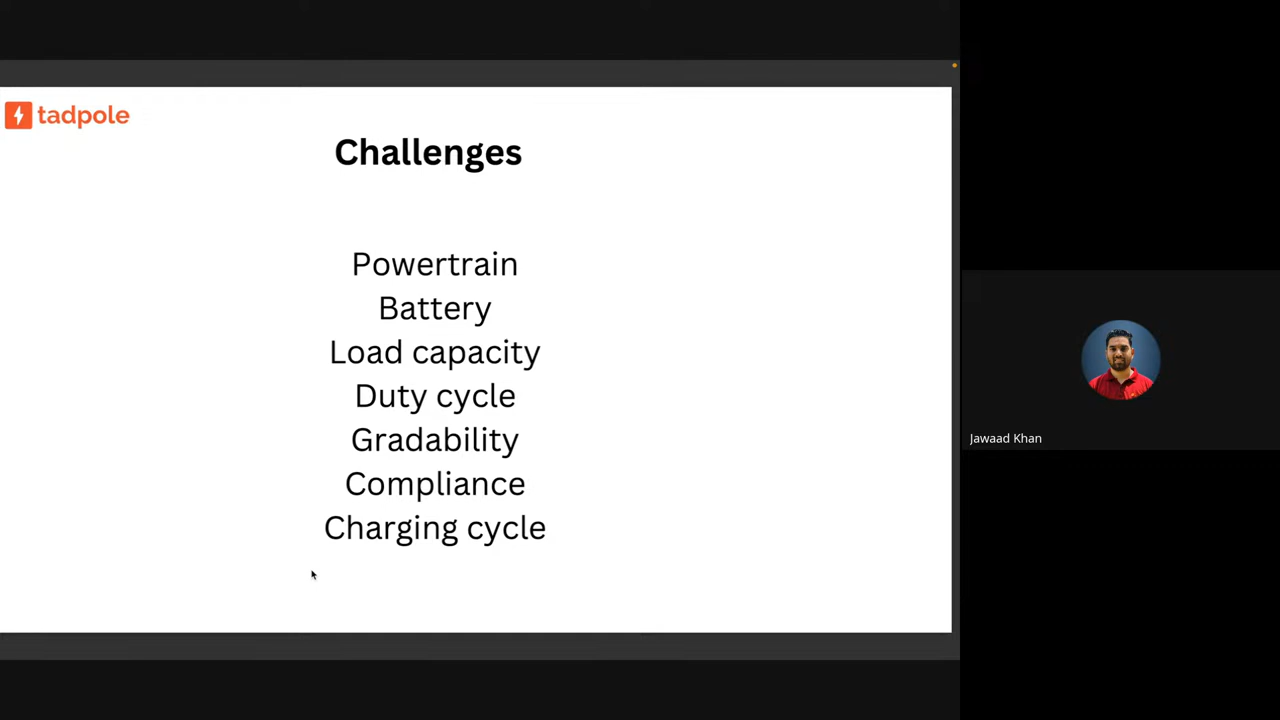 tadpole
Challenges
Powertrain
Battery
Load capacity
Duty cycle
Gradability
Compliance
Charging cycle
Jawaad Khan